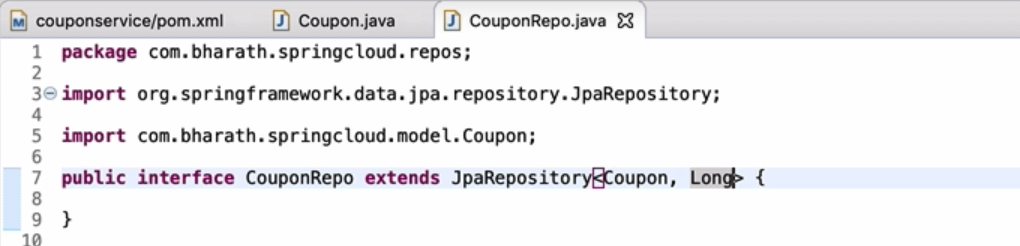 couponservice/pom.xml Coupon.java CouponRepo.java
1 package com.bharath.springcloud.repos;
2
3 import org.springframework.data.jpa.repository.JpaRepository;
4
5 import com.bharath.springcloud.model.Coupon;
6
7 public interface CouponRepo extends JpaRepository<Coupon, Long> {
8
9 }
10